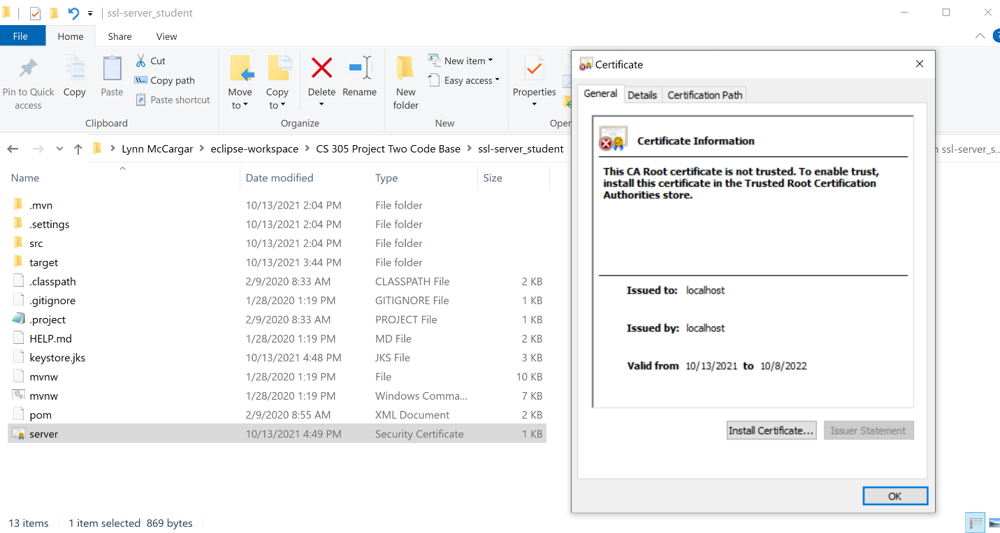 ssl-server_student
File Home Share View
Pin to Quick
access
Copy
Paste
Cut
Copy path
Paste shortcut
Clipboard
Move
to
Copy
to
Delete
Rename
Organize
New
folder
New item
Easy access
New
Properties
Open
Lynn McCargar > eclipse-workspace > CS 305 Project Two Code Base > ssl-server_student
ssl-server_s...
Name Date modified Type Size
.mvn 10/13/2021 2:04 PM File folder
.settings 10/13/2021 2:04 PM File folder
src 10/13/2021 2:04 PM File folder
target 10/13/2021 3:44 PM File folder
.classpath 2/9/2020 8:33 AM CLASSPATH File 2 KB
.gitignore 1/28/2020 1:19 PM GITIGNORE File 1 KB
.project 2/9/2020 8:33 AM PROJECT File 1 KB
HELP.md 1/28/2020 1:19 PM MD File 2 KB
keystore.jks 10/13/2021 4:48 PM JKS File 3 KB
mvnw 1/28/2020 1:19 PM File 10 KB
mvnw 1/28/2020 1:19 PM Windows Comma... 7 KB
pom 2/9/2020 8:55 AM XML Document 2 KB
server 10/13/2021 4:49 PM Security Certificate 1 KB
13 items 1 item selected 869 bytes
Certificate
General Details Certification Path
Certificate Information
This CA Root certificate is not trusted. To enable trust,
install this certificate in the Trusted Root Certification
Authorities store.
Issued to: localhost
Issued by: localhost
Valid from 10/13/2021 to 10/8/2022
Install Certificate... Issuer Statement
OK